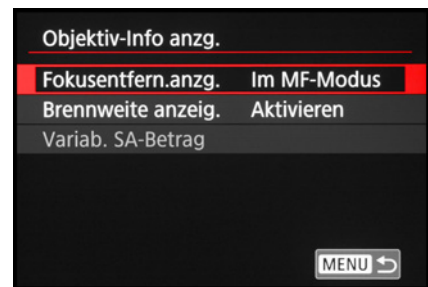 Objektiv-Info anzg.
Fokusentfern.anzg. Im MF-Modus
Brennweite anzeig. Aktivieren
Variab. SA-Betrag
MENU